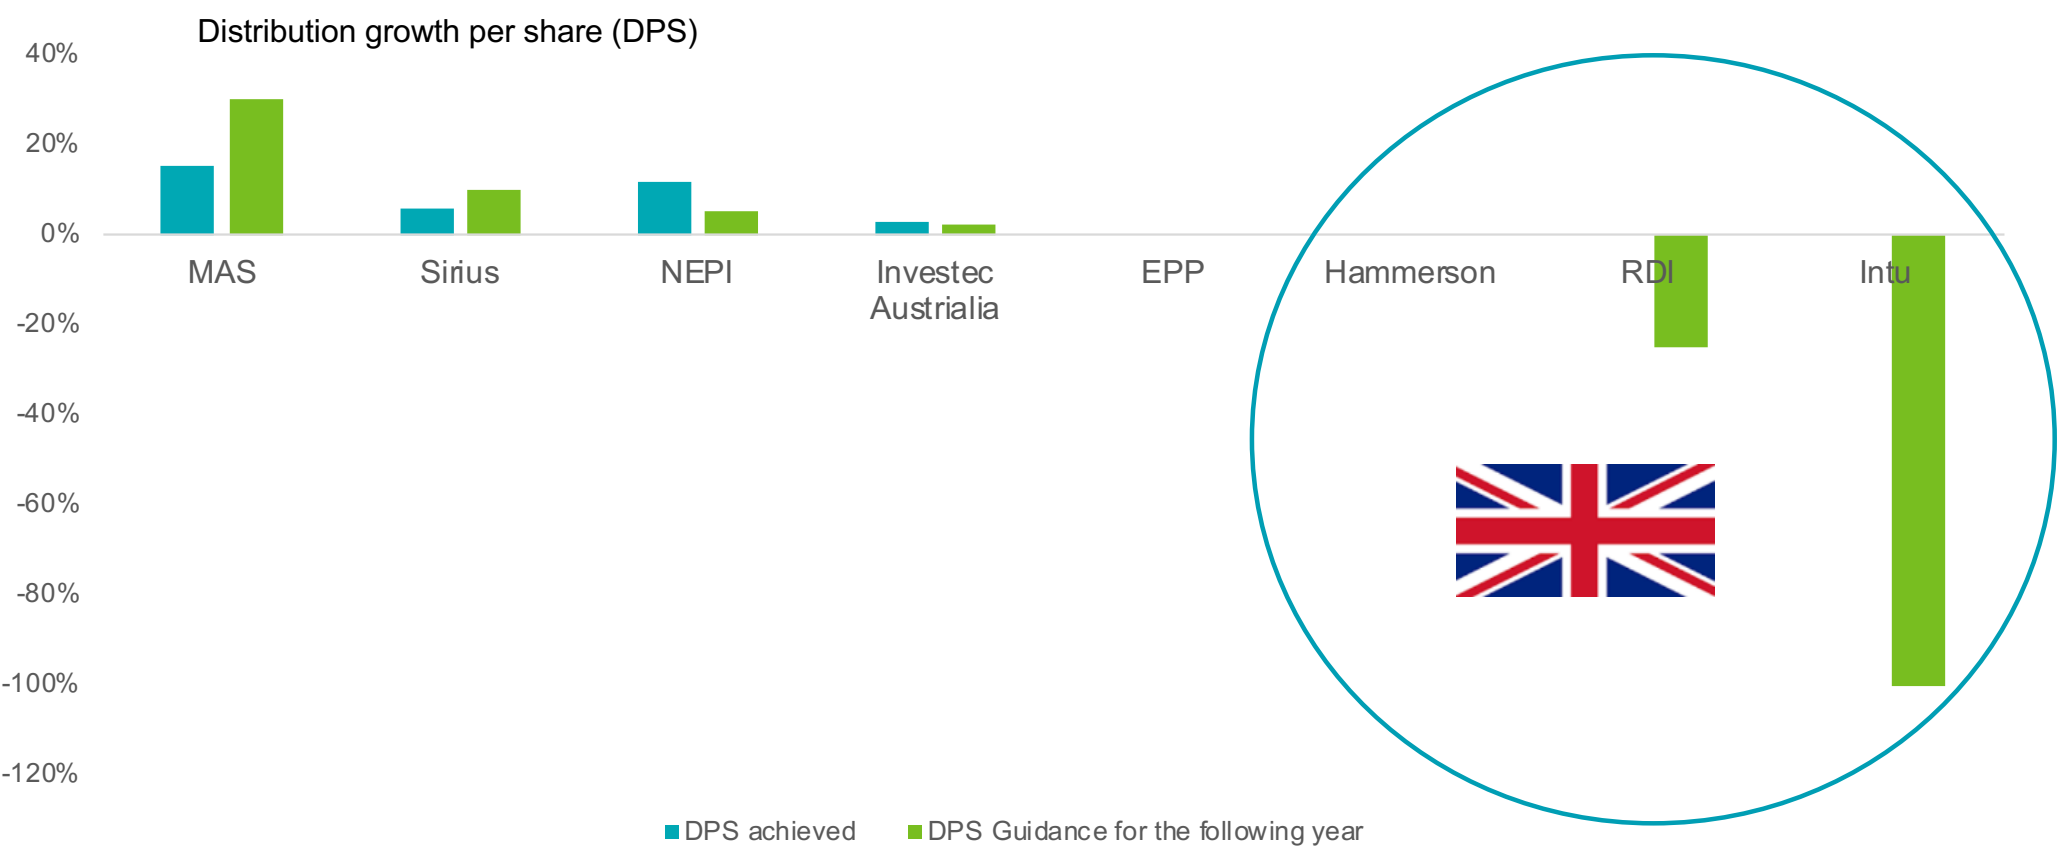 Distribution growth per share (DPS)
40%
20%
0%
-20%
-40%
-60%
-80%
-100%
-120%
MAS
Sirius
NEPI
Investec
Austrialia
EPP
Hammerson
RDI
Intu
DPS achieved
DPS Guidance for the following year